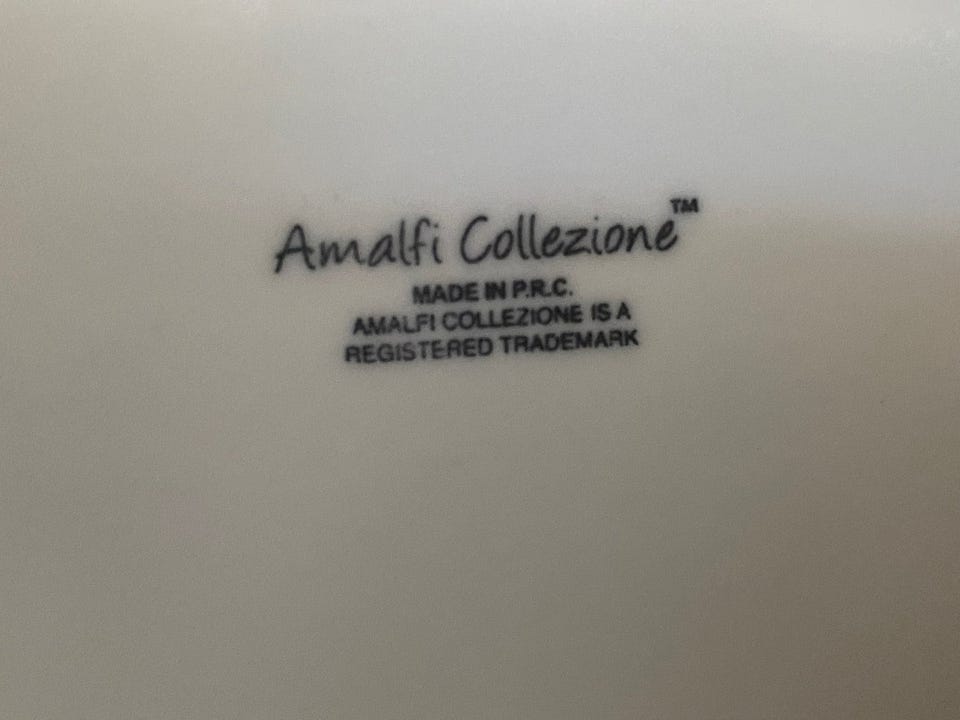 Amalfi Collezione™
MADE IN P.R.C.
AMALFI COLLEZIONE IS A
REGISTERED TRADEMARK